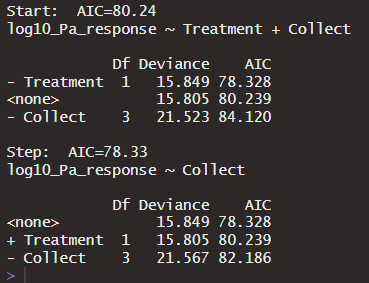 Start:  AIC=80.24
log10_Pa_response ~ Treatment + Collect

            Df Deviance    AIC
- Treatment  1   15.849 78.328
<none>           15.805 80.239
- Collect    3   21.523 84.120

Step:  AIC=78.33
log10_Pa_response ~ Collect

            Df Deviance    AIC
<none>           15.849 78.328
+ Treatment  1   15.805 80.239
- Collect    3   21.567 82.186
>